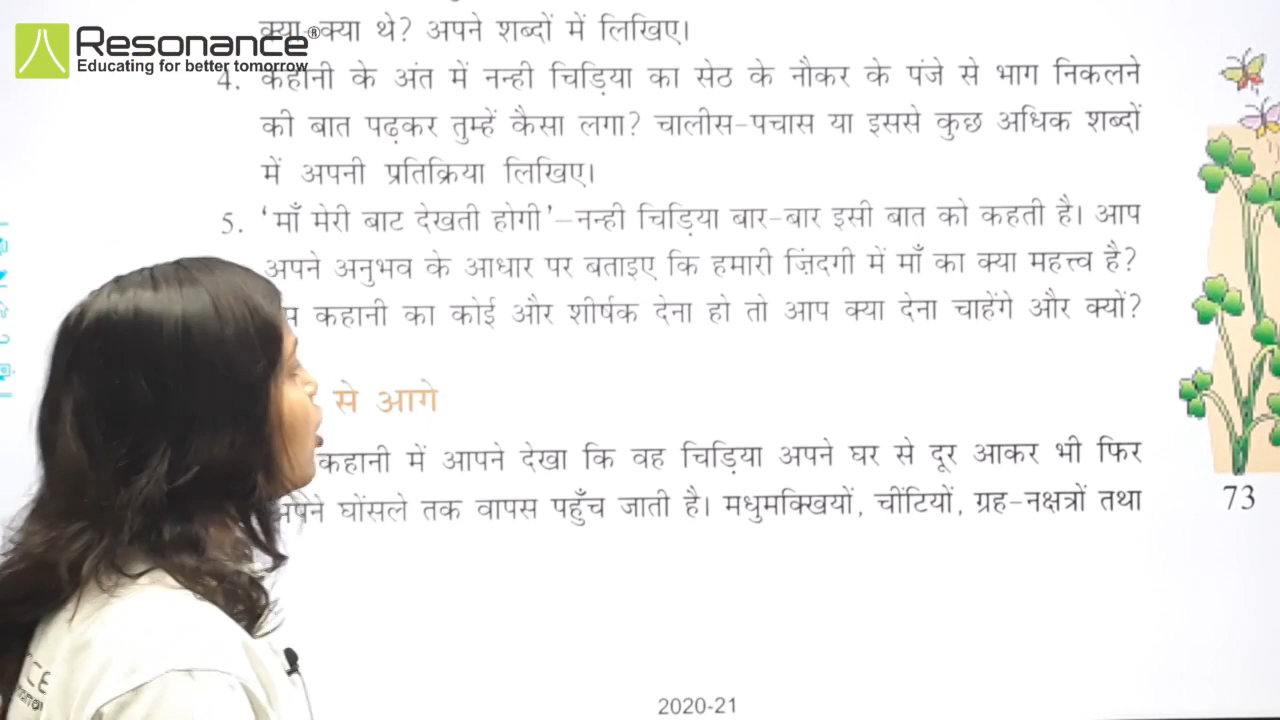 Resonance®
Educating for better tomorrow
क्या-क्या थे? अपने शब्दों में लिखिए।
4. कहानी के अंत में नन्ही चिड़िया का सेठ के नौकर के पंजे से भाग निकलने
की बात पढ़कर तुम्हें कैसा लगा? चालीस-पचास या इससे कुछ अधिक शब्दों
में अपनी प्रतिक्रिया लिखिए।
5. ‘माँ मेरी बाट देखती होगी’–नन्ही चिड़िया बार-बार इसी बात को कहती है। आप
अपने अनुभव के आधार पर बताइए कि हमारी ज़िंदगी में माँ का क्या महत्त्व है?
कहानी का कोई और शीर्षक देना हो तो आप क्या देना चाहेंगे और क्यों?
से आगे
कहानी में आपने देखा कि वह चिड़िया अपने घर से दूर आकर भी फिर
अपने घोंसले तक वापस पहुँच जाती है। मधुमक्खियों, चींटियों, ग्रह-नक्षत्रों तथा
73
2020-21